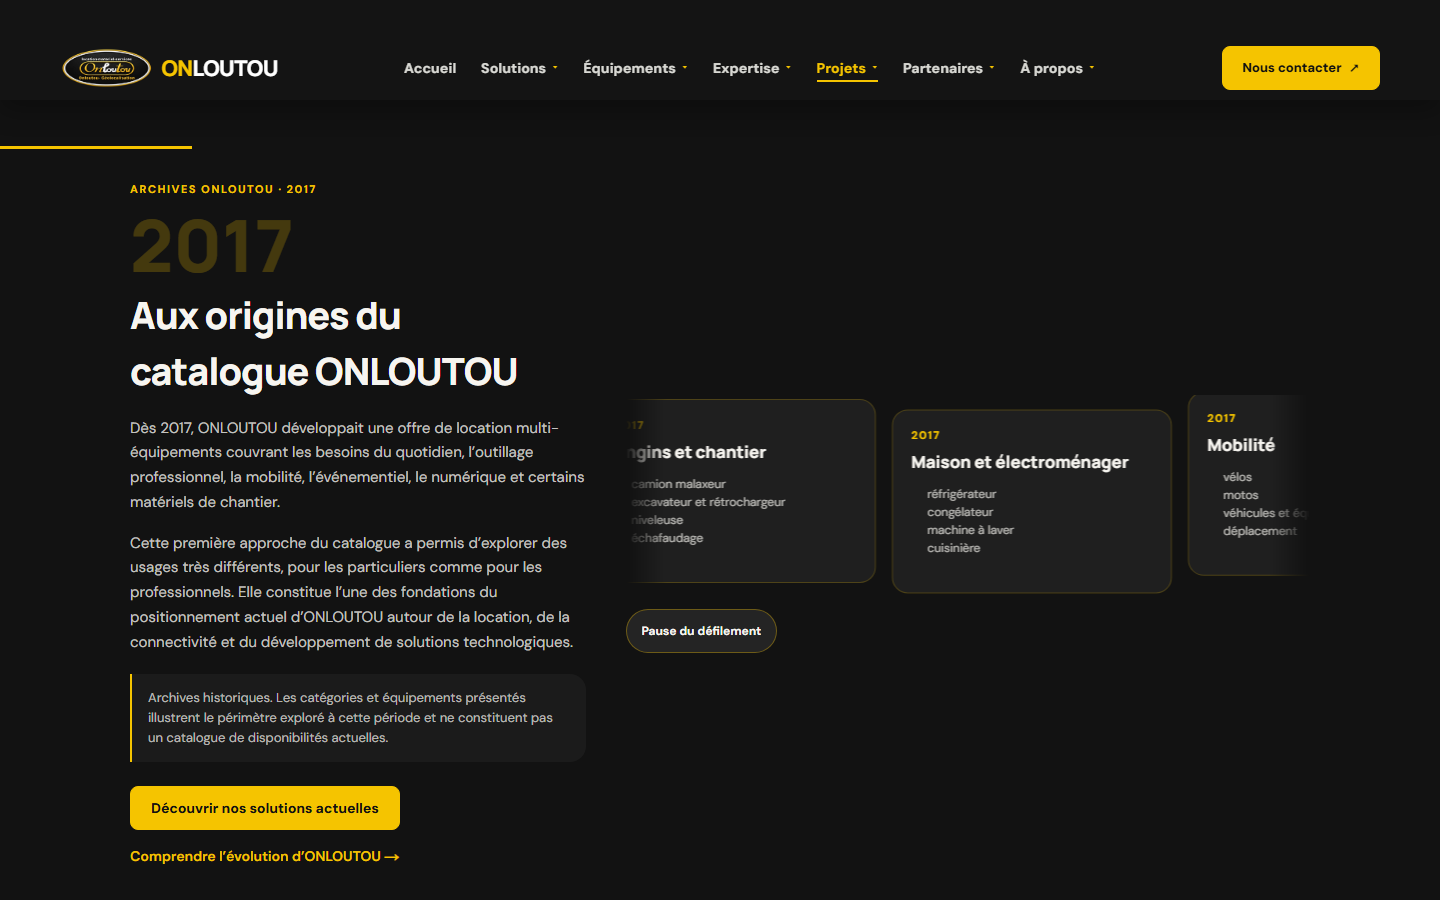 Onloutou
ONLOUTOU
Accueil
Solutions
Équipements
Expertise
Projets
Partenaires
À propos
Nous contacter ↗
ARCHIVES ONLOUTOU · 2017
2017
Aux origines du
catalogue ONLOUTOU
Dès 2017, ONLOUTOU développait une offre de location multi-
équipements couvrant les besoins du quotidien, l’outillage
professionnel, la mobilité, l’événementiel, le numérique et certains
matériels de chantier.
Cette première approche du catalogue a permis d’explorer des
usages très différents, pour les particuliers comme pour les
professionnels. Elle constitue l’une des fondations du
positionnement actuel d’ONLOUTOU autour de la location, de la
connectivité et du développement de solutions technologiques.
Archives historiques. Les catégories et équipements présentés
illustrent le périmètre exploré à cette période et ne constituent pas
un catalogue de disponibilités actuelles.
Découvrir nos solutions actuelles
Comprendre l’évolution d’ONLOUTOU →
17
ngins et chantier
camion malaxeur
excavateur et rétrochargeur
niveleuse
échafaudage
2017
Maison et électroménager
réfrigérateur
congélateur
machine à laver
cuisinière
2017
Mobilité
vélos
motos
véhicules et éq
déplacement
Pause du défilement